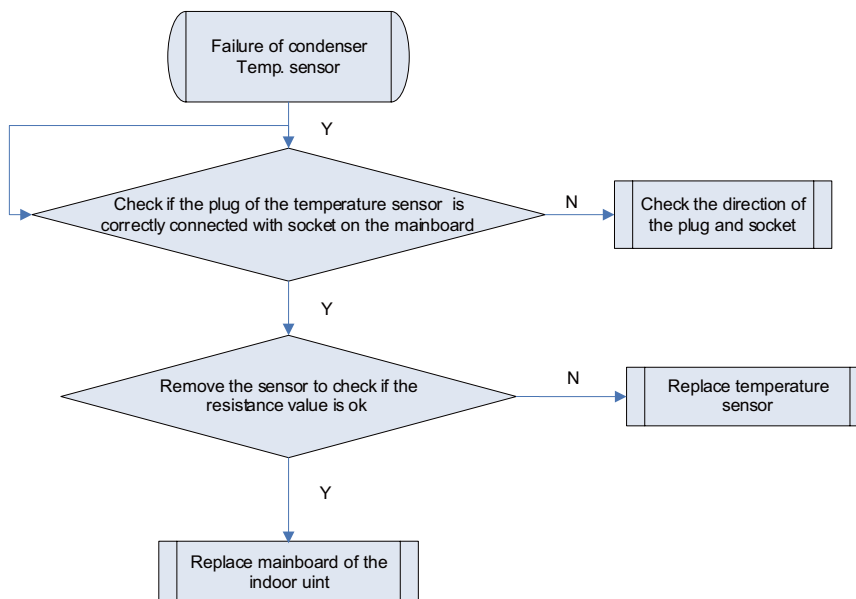 Failure of condenser
Temp. sensor
Y
Check if the plug of the temperature sensor is
correctly connected with socket on the mainboard
N
Check the direction of
the plug and socket
Y
Remove the sensor to check if the
resistance value is ok
N
Replace temperature
sensor
Y
Replace mainboard of the
indoor uint